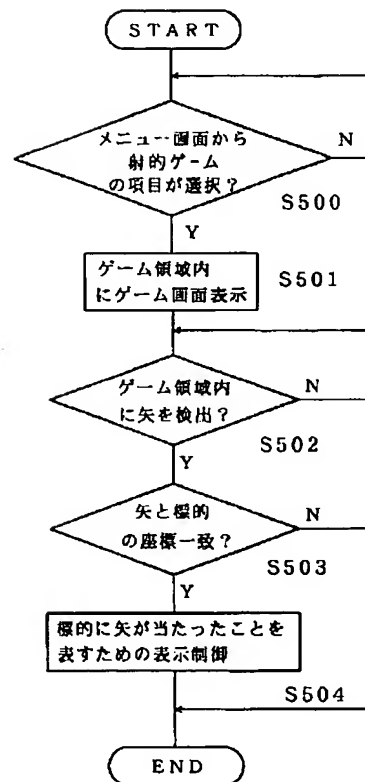 START
メニュー画面から
射的ゲーム
の項目が選択?
N
S500
Y
ゲーム領域内
にゲーム画面表示
S501
ゲーム領域内
に矢を検出?
N
S502
Y
矢と標的
の座標一致?
N
S503
Y
標的に矢が当たったことを
表すための表示制御
S504
END